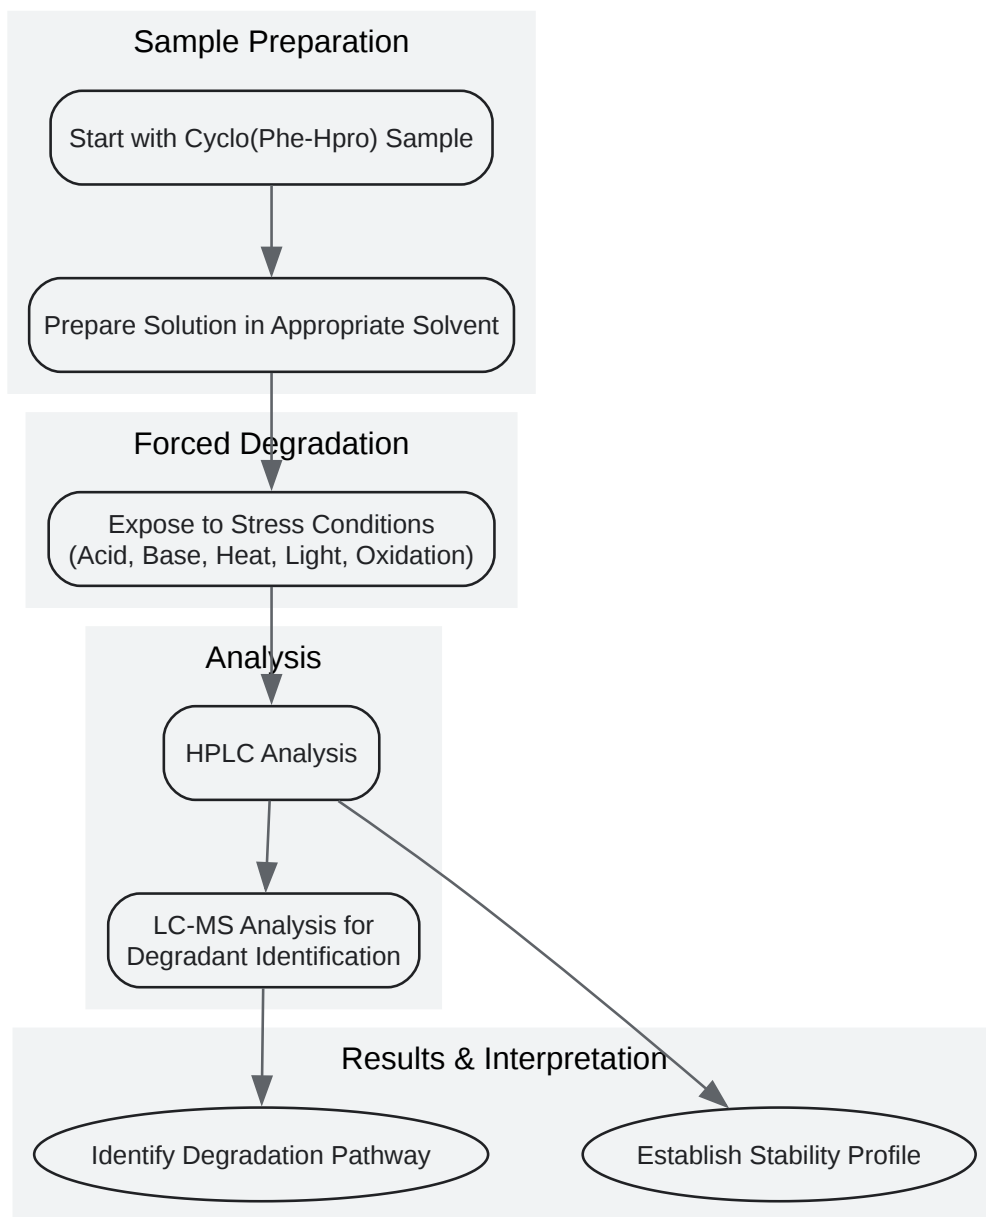 Sample Preparation
Start with Cyclo(Phe-Hpro) Sample
Prepare Solution in Appropriate Solvent
Forced Degradation
Expose to Stress Conditions
(Acid, Base, Heat, Light, Oxidation)
Analysis
HPLC Analysis
LC-MS Analysis for
Degradant Identification
Results & Interpretation
Identify Degradation Pathway
Establish Stability Profile